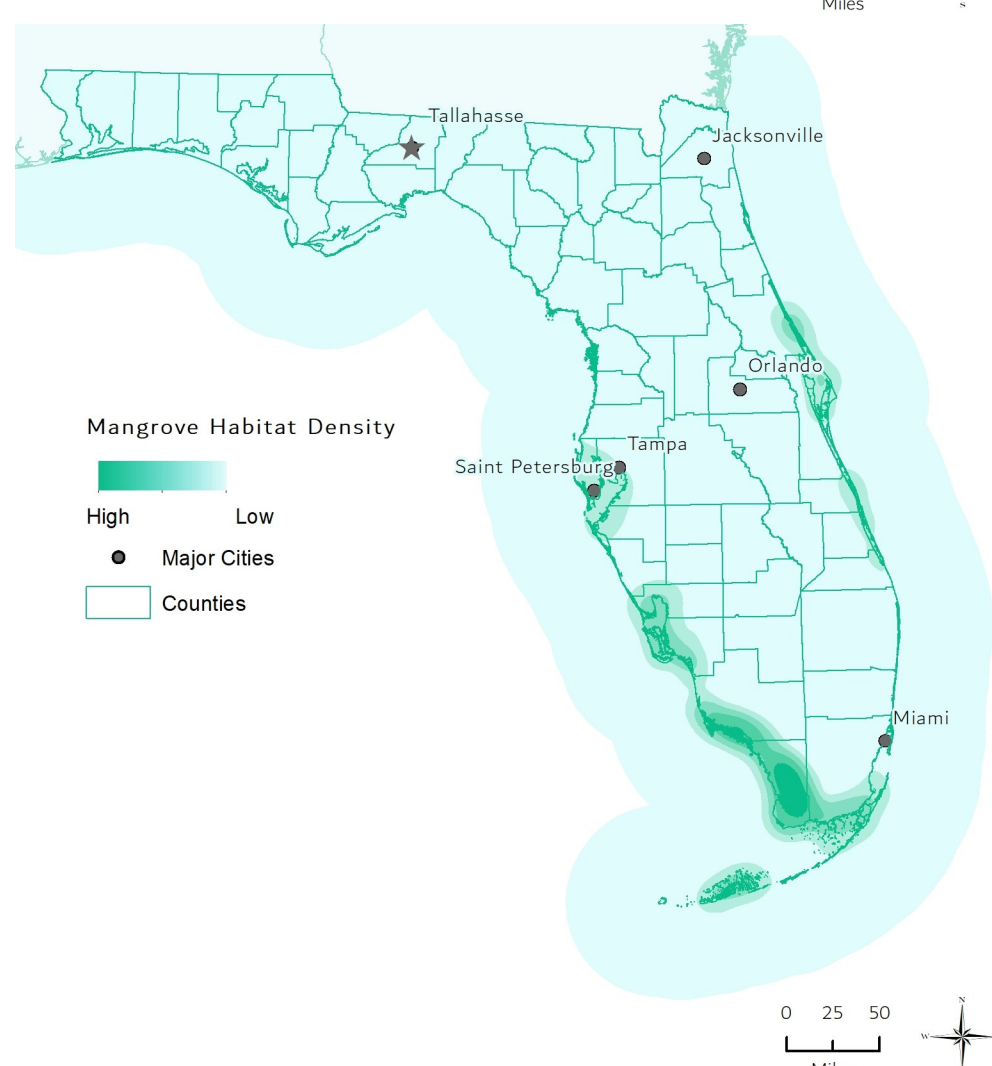 Miles
S
Tallahasse
Jacksonville
Orlando
Mangrove Habitat Density
Tampa
Saint Petersburg
High Low
Major Cities
Counties
Miami
N
0 25 50
W
Miles